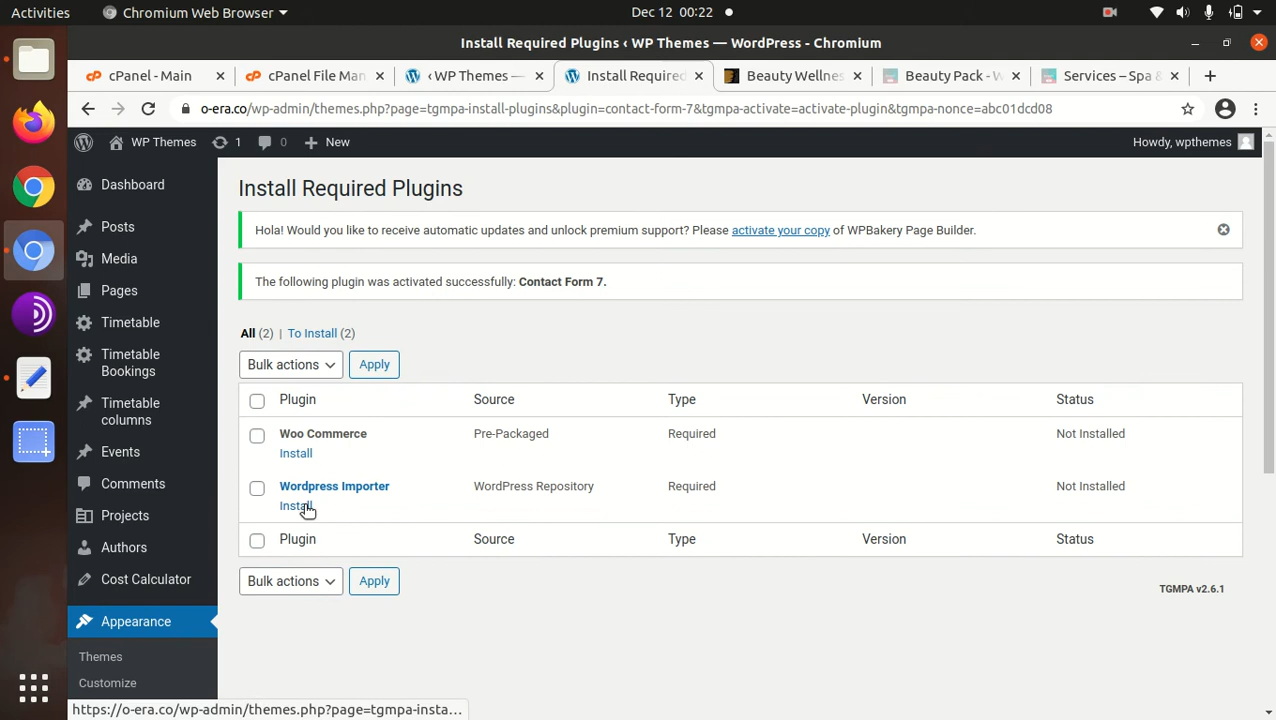 Activities Chromium Web Browser Dec 12 00:22
Install Required Plugins ‹ WP Themes — WordPress - Chromium
cPanel - Main cPanel File Man ‹ WP Themes — Install Required Beauty Wellnes Beauty Pack - W Services – Spa &
o-era.co/wp-admin/themes.php?page=tgmpa-install-plugins&plugin=contact-form-7&tgmpa-activate=activate-plugin&tgmpa-nonce=abc01dcd08
WP Themes 1 0 New Howdy, wpthemes
Dashboard
Posts
Media
Pages
Timetable
Timetable
Bookings
Timetable
columns
Events
Comments
Projects
Authors
Cost Calculator
Appearance
Themes
Customize
Install Required Plugins
Hola! Would you like to receive automatic updates and unlock premium support? Please activate your copy of WPBakery Page Builder.
The following plugin was activated successfully: Contact Form 7.
All (2) | To Install (2)
Bulk actions Apply
Plugin Source Type Version Status
Woo Commerce Pre-Packaged Required Not Installed
Install
Wordpress Importer WordPress Repository Required Not Installed
Install
Plugin Source Type Version Status
Bulk actions Apply
TGMPA v2.6.1
https://o-era.co/wp-admin/themes.php?page=tgmpa-insta...